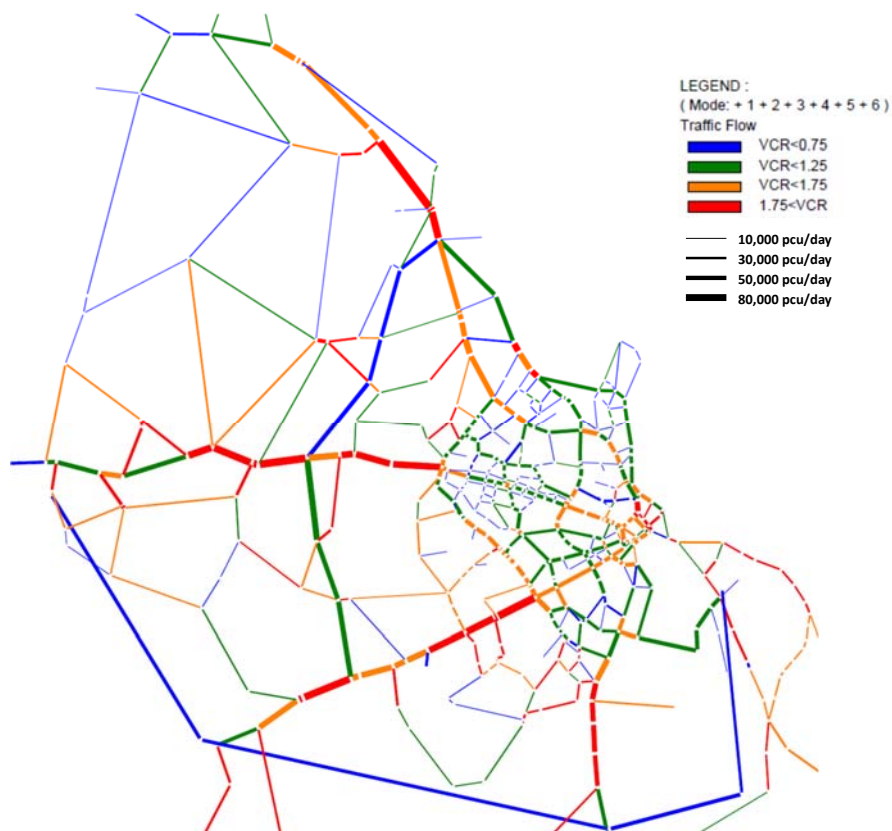 LEGEND :
( Mode: + 1 + 2 + 3 + 4 + 5 + 6 )
Traffic Flow
VCR<0.75
VCR<1.25
VCR<1.75
1.75<VCR
10,000 pcu/day
30,000 pcu/day
50,000 pcu/day
80,000 pcu/day